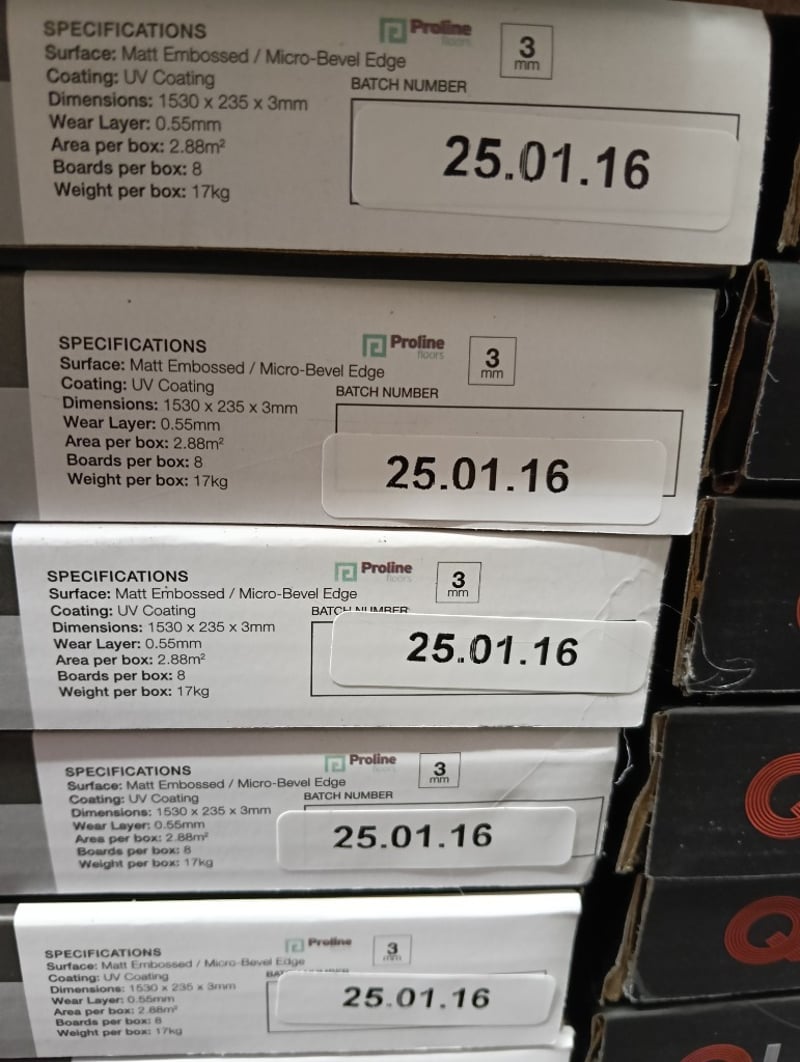 SPECIFICATIONS
Surface: Matt Embossed / Micro-Bevel Edge
Coating: UV Coating
Dimensions: 1530 x 235 x 3mm
Wear Layer: 0.55mm
Area per box: 2.88m²
Boards per box: 8
Weight per box: 17kg
Proline
floors
3
mm
BATCH NUMBER
25.01.16
SPECIFICATIONS
Surface: Matt Embossed / Micro-Bevel Edge
Coating: UV Coating
Dimensions: 1530 x 235 x 3mm
Wear Layer: 0.55mm
Area per box: 2.88m²
Boards per box: 8
Weight per box: 17kg
Proline
floors
3
mm
BATCH NUMBER
25.01.16
SPECIFICATIONS
Surface: Matt Embossed / Micro-Bevel Edge
Coating: UV Coating
Dimensions: 1530 x 235 x 3mm
Wear Layer: 0.55mm
Area per box: 2.88m²
Boards per box: 8
Weight per box: 17kg
Proline
floors
3
mm
BATCH NUMBER
25.01.16
SPECIFICATIONS
Surface: Matt Embossed / Micro-Bevel Edge
Coating: UV Coating
Dimensions: 1530 x 235 x 3mm
Wear Layer: 0.55mm
Area per box: 2.88m²
Boards per box: 8
Weight per box: 17kg
Proline
3
mm
BATCH NUMBER
25.01.16
SPECIFICATIONS
Surface: Matt Embossed / Micro-Bevel Edge
Coating: UV Coating
Dimensions: 1530 x 235 x 3mm
Wear Layer: 0.55mm
Area per box: 2.88m²
Boards per box: 8
Weight per box: 17kg
Proline
3
mm
25.01.16